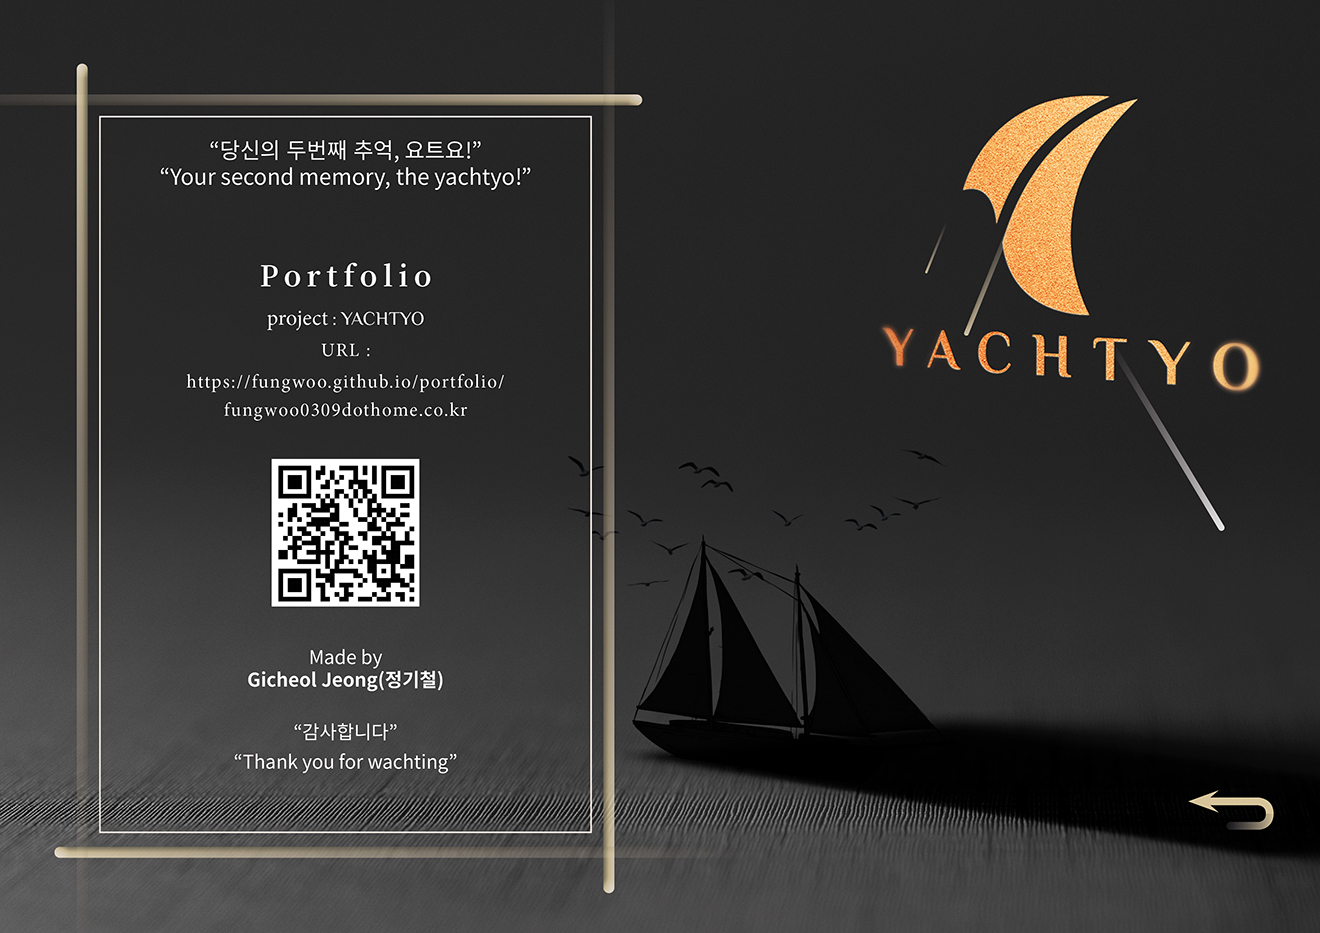 “당신의 두번째 추억, 요트요!”
“Your second memory, the yachtyo!”
Portfolio
project : YACHTYO
URL :
https://fungwoo.github.io/portfolio/
fungwoo0309dothome.co.kr
Made by
Gicheol Jeong(정기철)
“감사합니다”
“Thank you for wachting”
YACHTYO